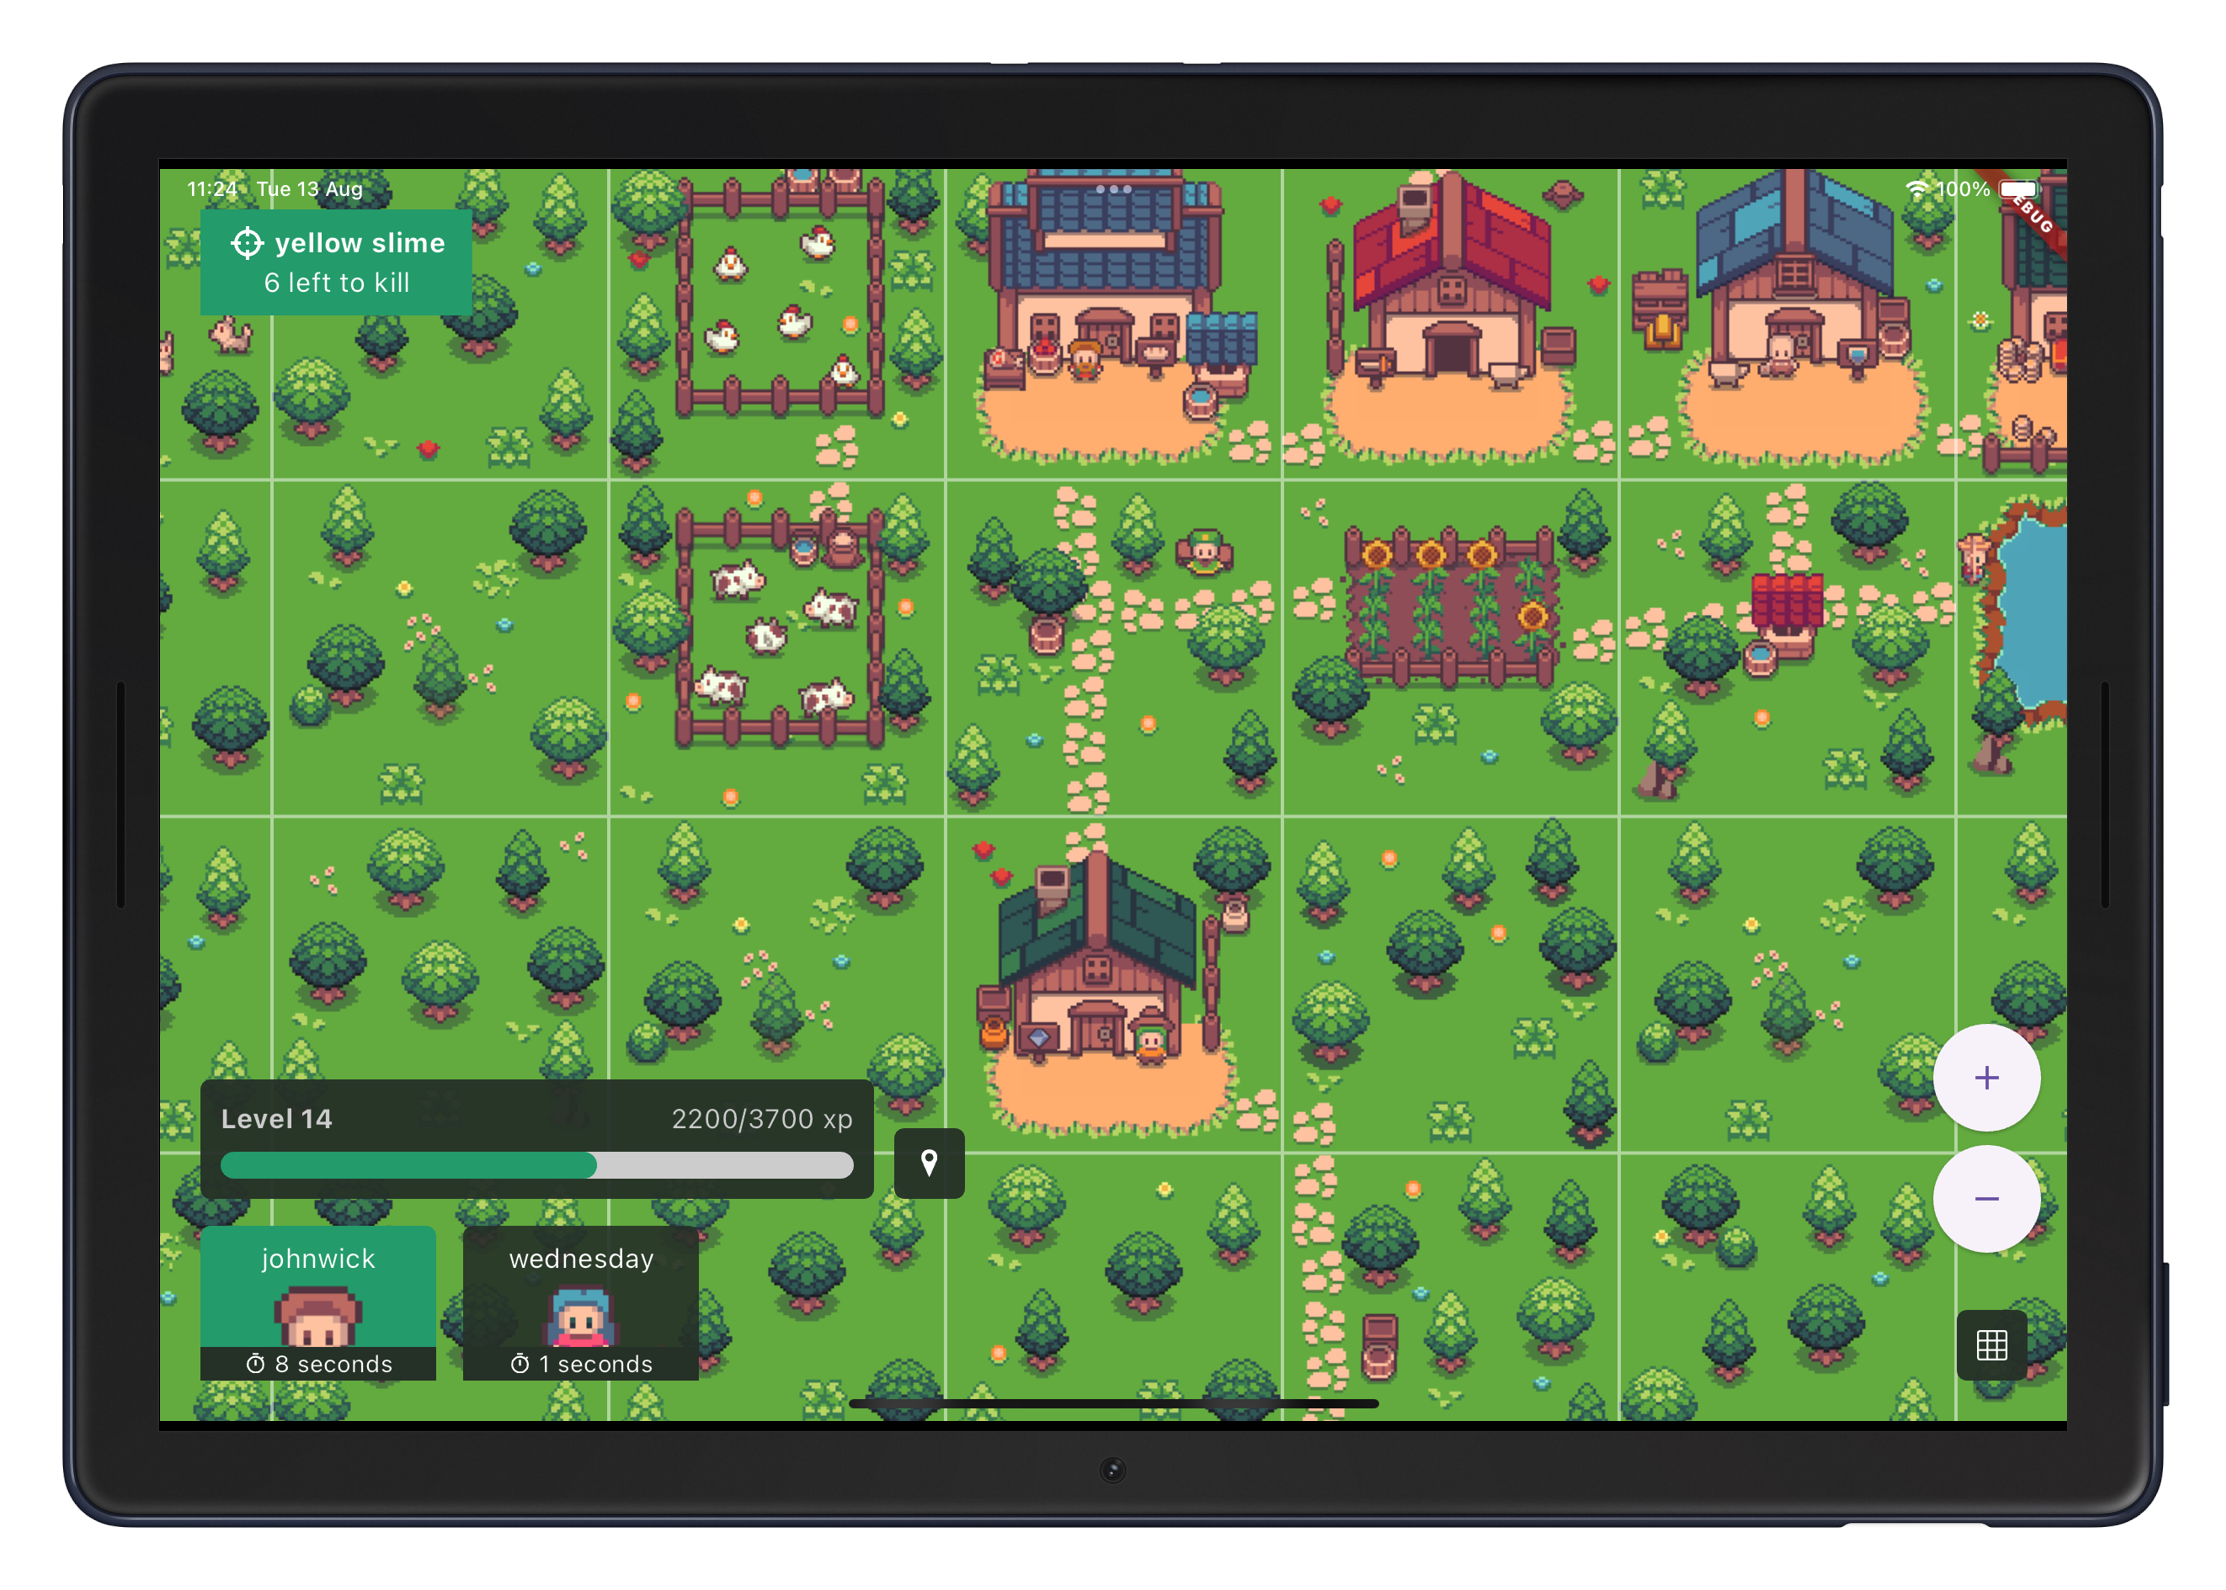 11:24 Tue 13 Aug
100%
EBUG
yellow slime
6 left to kill
Level 14
2200/3700 xp
johnwick
8 seconds
wednesday
1 seconds
+
−